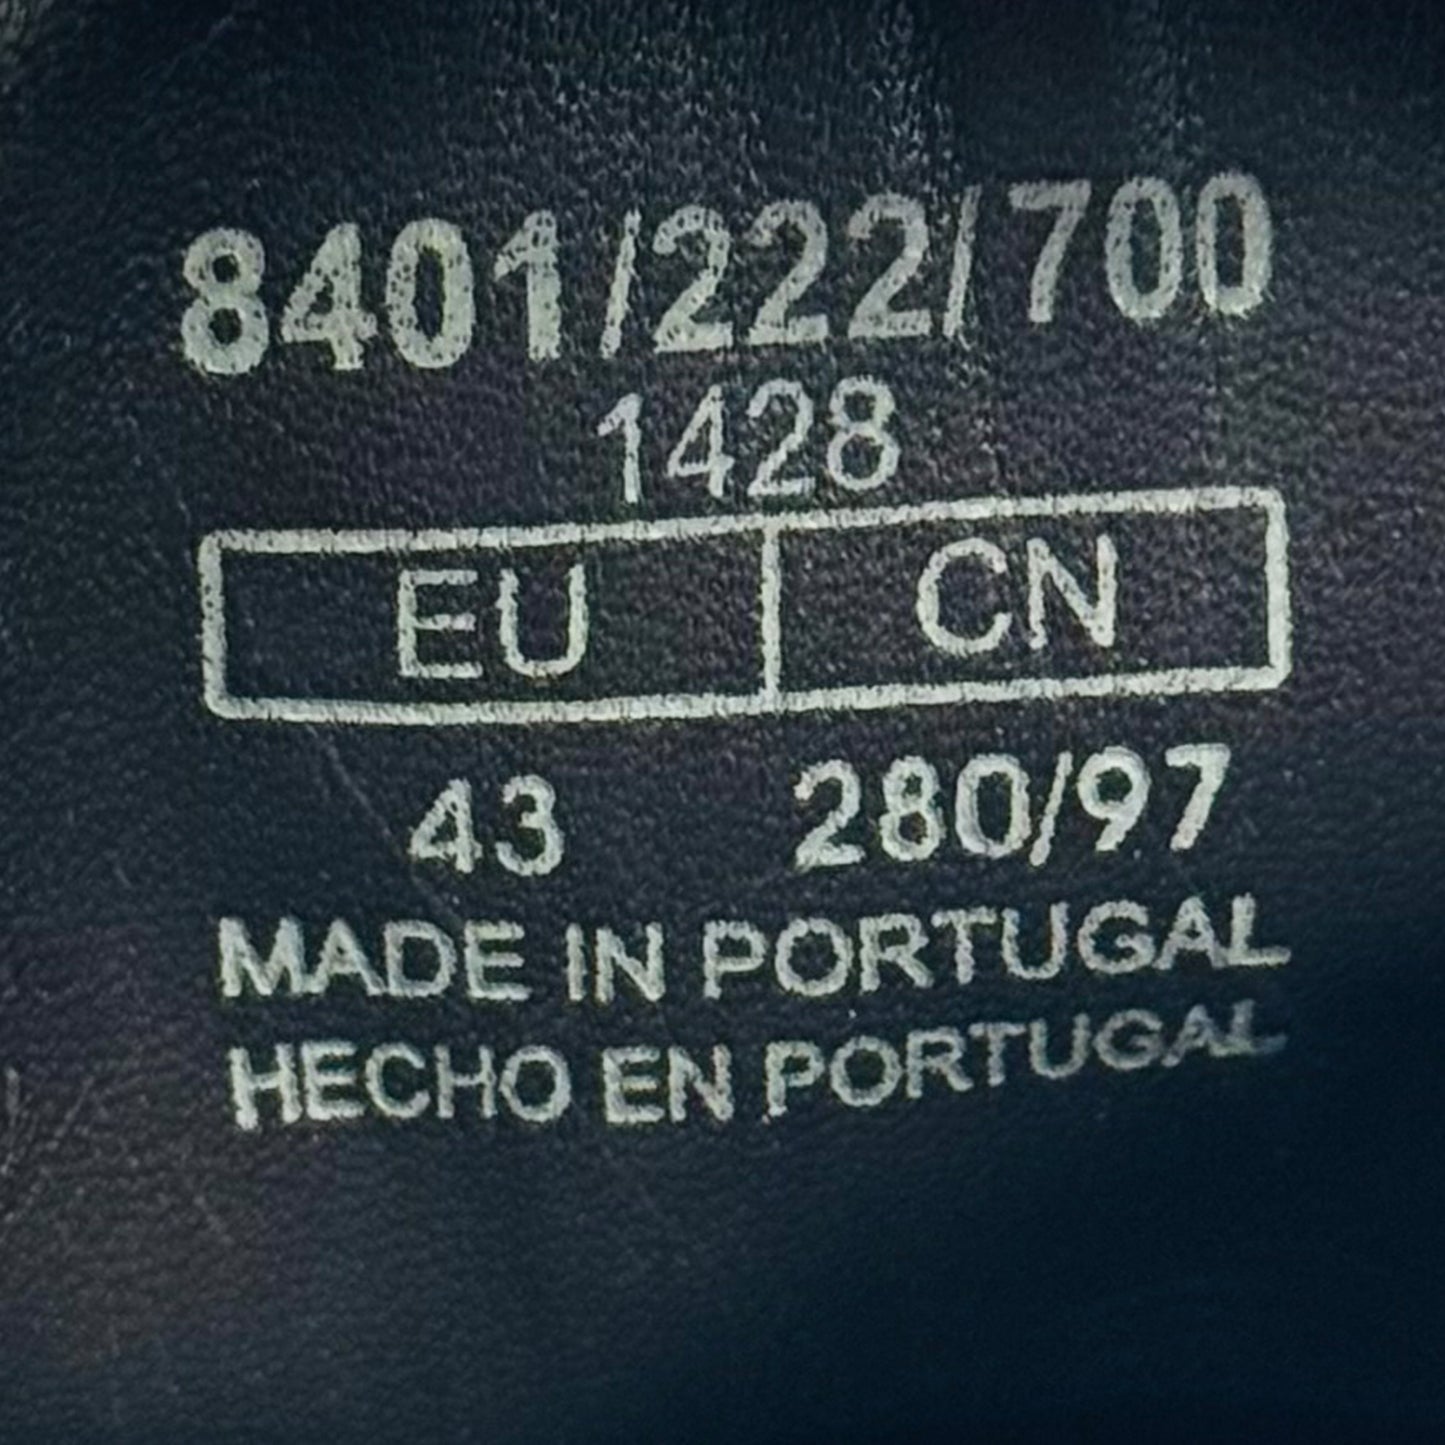 8401/222/700
1428
EU CN
43 280/97
MADE IN PORTUGAL
HECHO EN PORTUGAL